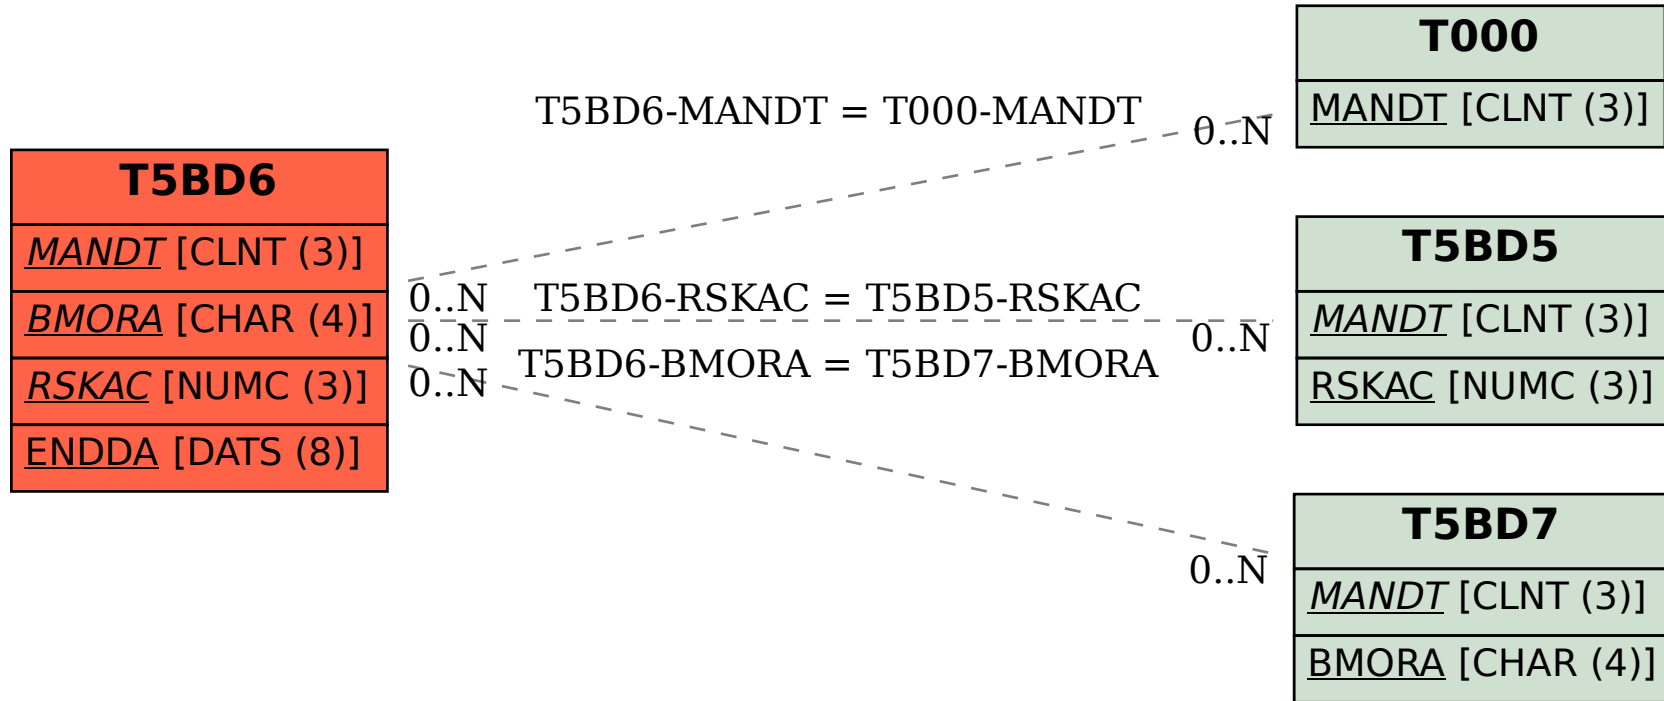 T5BD6
MANDT [CLNT (3)]
BMORA [CHAR (4)]
RSKAC [NUMC (3)]
ENDDA [DATS (8)]
T5BD6-MANDT = T000-MANDT
0..N
0..N
T5BD6-RSKAC = T5BD5-RSKAC
0..N
0..N
T5BD6-BMORA = T5BD7-BMORA
0..N
0..N
T000
MANDT [CLNT (3)]
T5BD5
MANDT [CLNT (3)]
RSKAC [NUMC (3)]
T5BD7
MANDT [CLNT (3)]
BMORA [CHAR (4)]